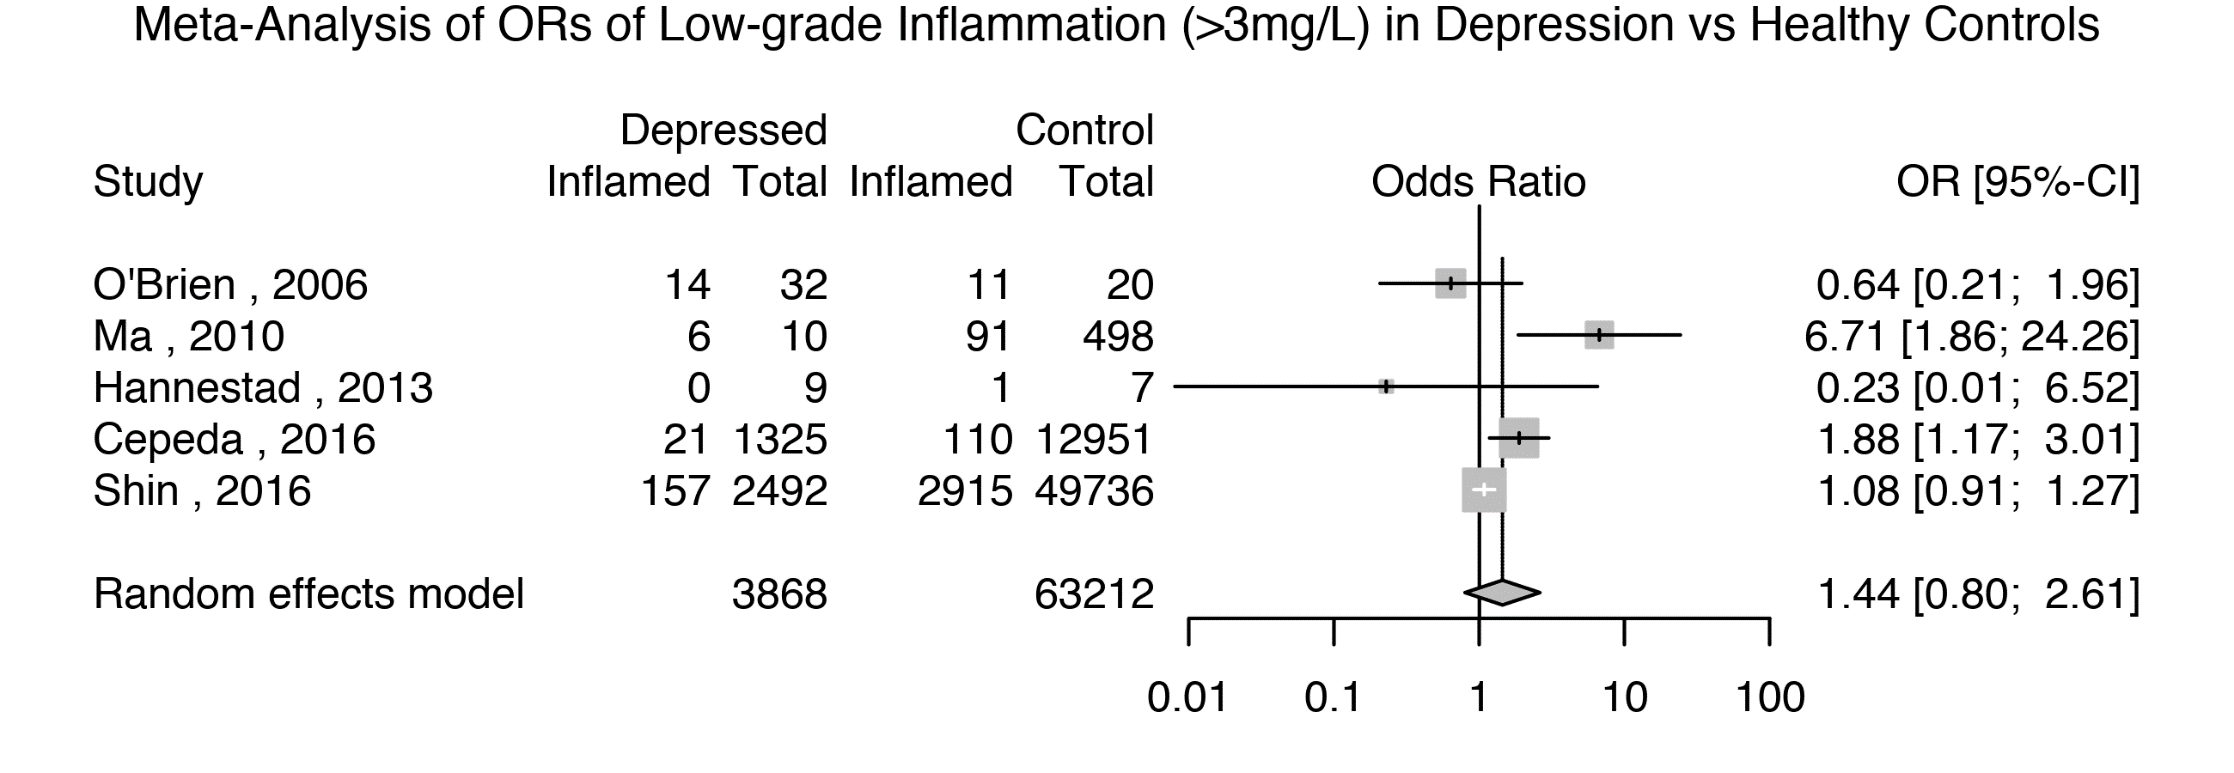 Meta-Analysis of ORs of Low-grade Inflammation (>3mg/L) in Depression vs Healthy Controls
Depressed Control
Study Inflamed Total Inflamed Total Odds Ratio OR [95%-CI]
O'Brien , 2006 14 32 11 20 0.64 [0.21; 1.96]
Ma , 2010 6 10 91 498 6.71 [1.86; 24.26]
Hannestad , 2013 0 9 1 7 0.23 [0.01; 6.52]
Cepeda , 2016 21 1325 110 12951 1.88 [1.17; 3.01]
Shin , 2016 157 2492 2915 49736 1.08 [0.91; 1.27]
Random effects model 3868 63212 1.44 [0.80; 2.61]
0.01 0.1 1 10 100